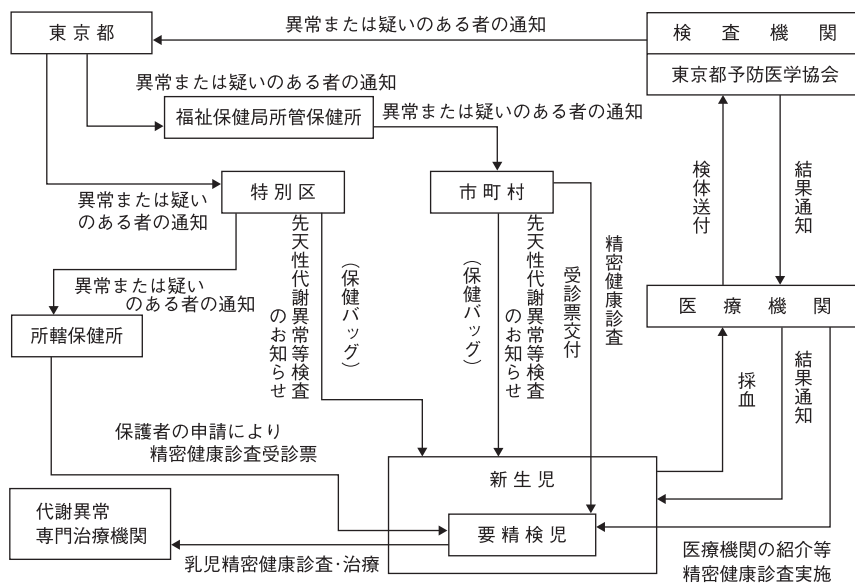 東京都
異常または疑いのある者の通知
検査機関
東京都予防医学協会
異常または疑いのある者の通知
福祉保健局所管保健所
異常または疑いのある者の通知
検体送付
結果通知
特別区
市町村
異常または疑い
のある者の通知
先天性代謝異常等検査
のお知らせ
（保健バッグ）
（保健バッグ）
先天性代謝異常等検査
のお知らせ
精密健康診査
受診票交付
異常または疑い
のある者の通知
医療機関
所轄保健所
採血
結果通知
保護者の申請により
精密健康診査受診票
新生児
要精検児
代謝異常
専門治療機関
乳児精密健康診査・治療
医療機関の紹介等
精密健康診査実施